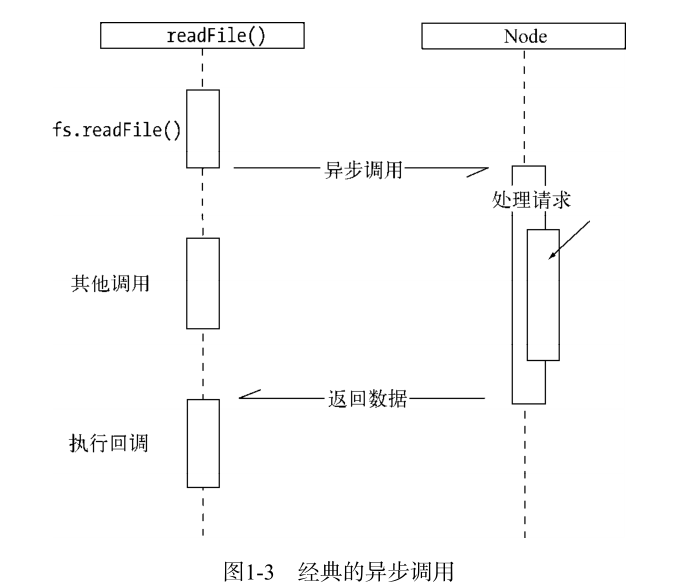 readFile()
Node
fs.readFile()
异步调用
处理请求
其他调用
返回数据
执行回调
图1-3 经典的异步调用